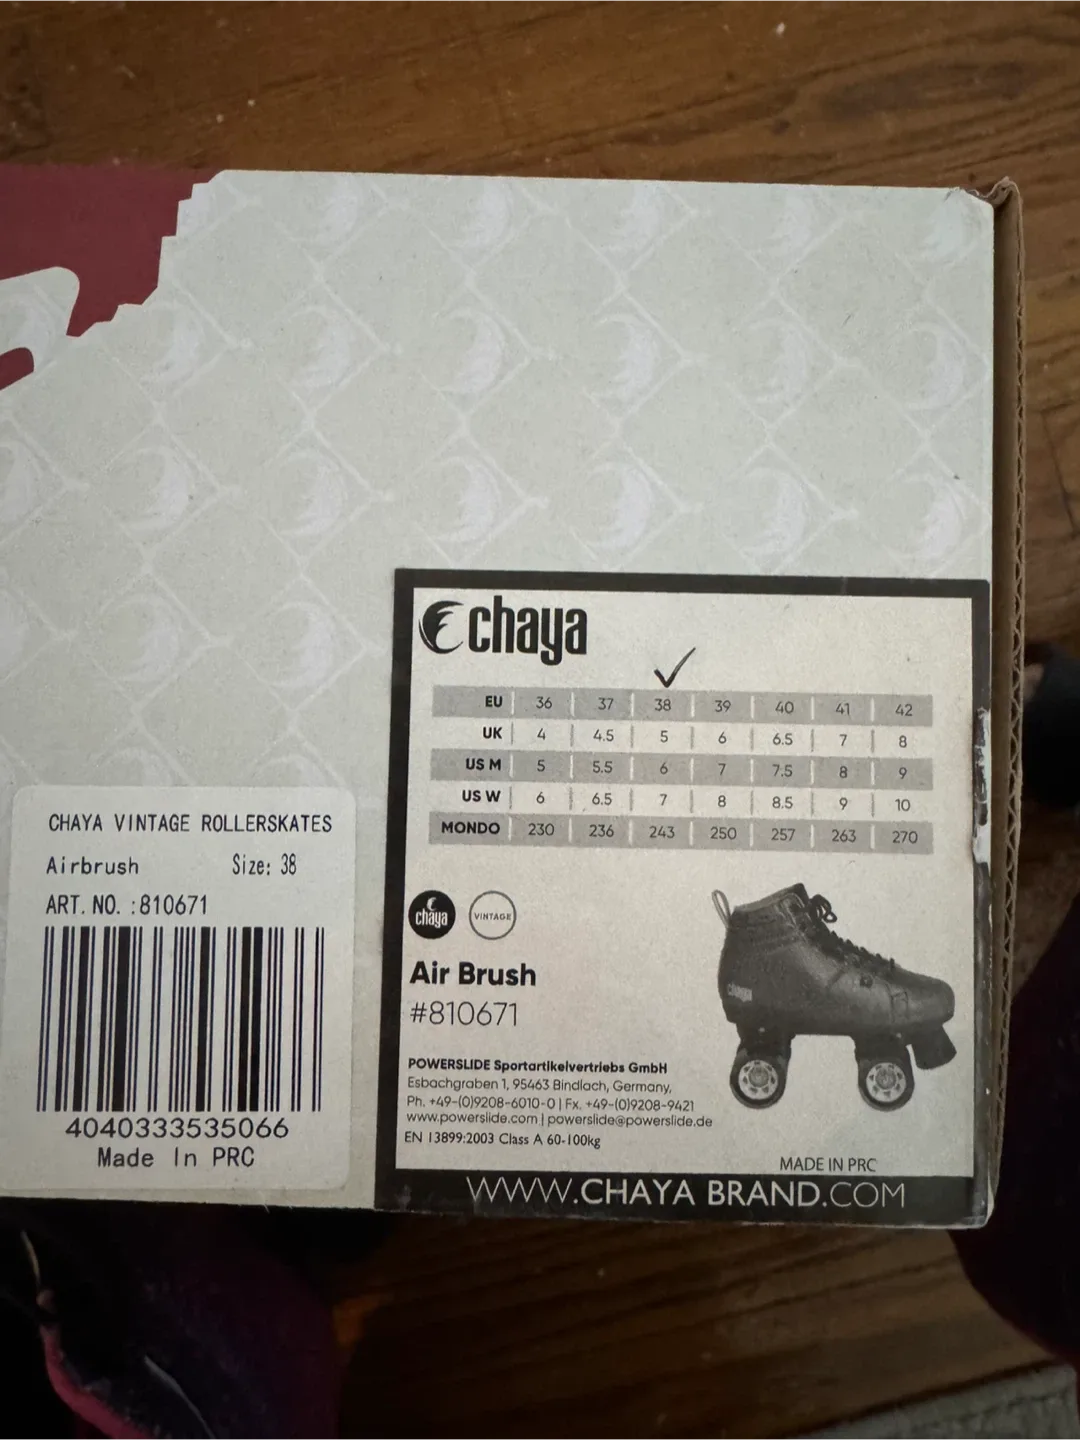 chaya
EU 36 37 38 39 40 41 42
UK 4 4.5 5 6 6.5 7 8
US M 5 5.5 6 7 7.5 8 9
US W 6 6.5 7 8 8.5 9 10
MONDO 230 236 243 250 257 263 270
chaya VINTAGE
Air Brush
#810671
chaya
POWERSLIDE Sportartikelvertriebs GmbH
Esbachgraben 1, 95463 Bindlach, Germany,
Ph. +49-(0)9208-6010-0 | Fx. +49-(0)9208-9421
www.powerslide.com | powerslide@powerslide.de
EN 13899:2003 Class A 60-100kg
MADE IN PRC
WWW.CHAYA BRAND.COM
CHAYA VINTAGE ROLLERSKATES
Airbrush Size: 38
ART. NO. :810671
4040333535066
Made In PRC